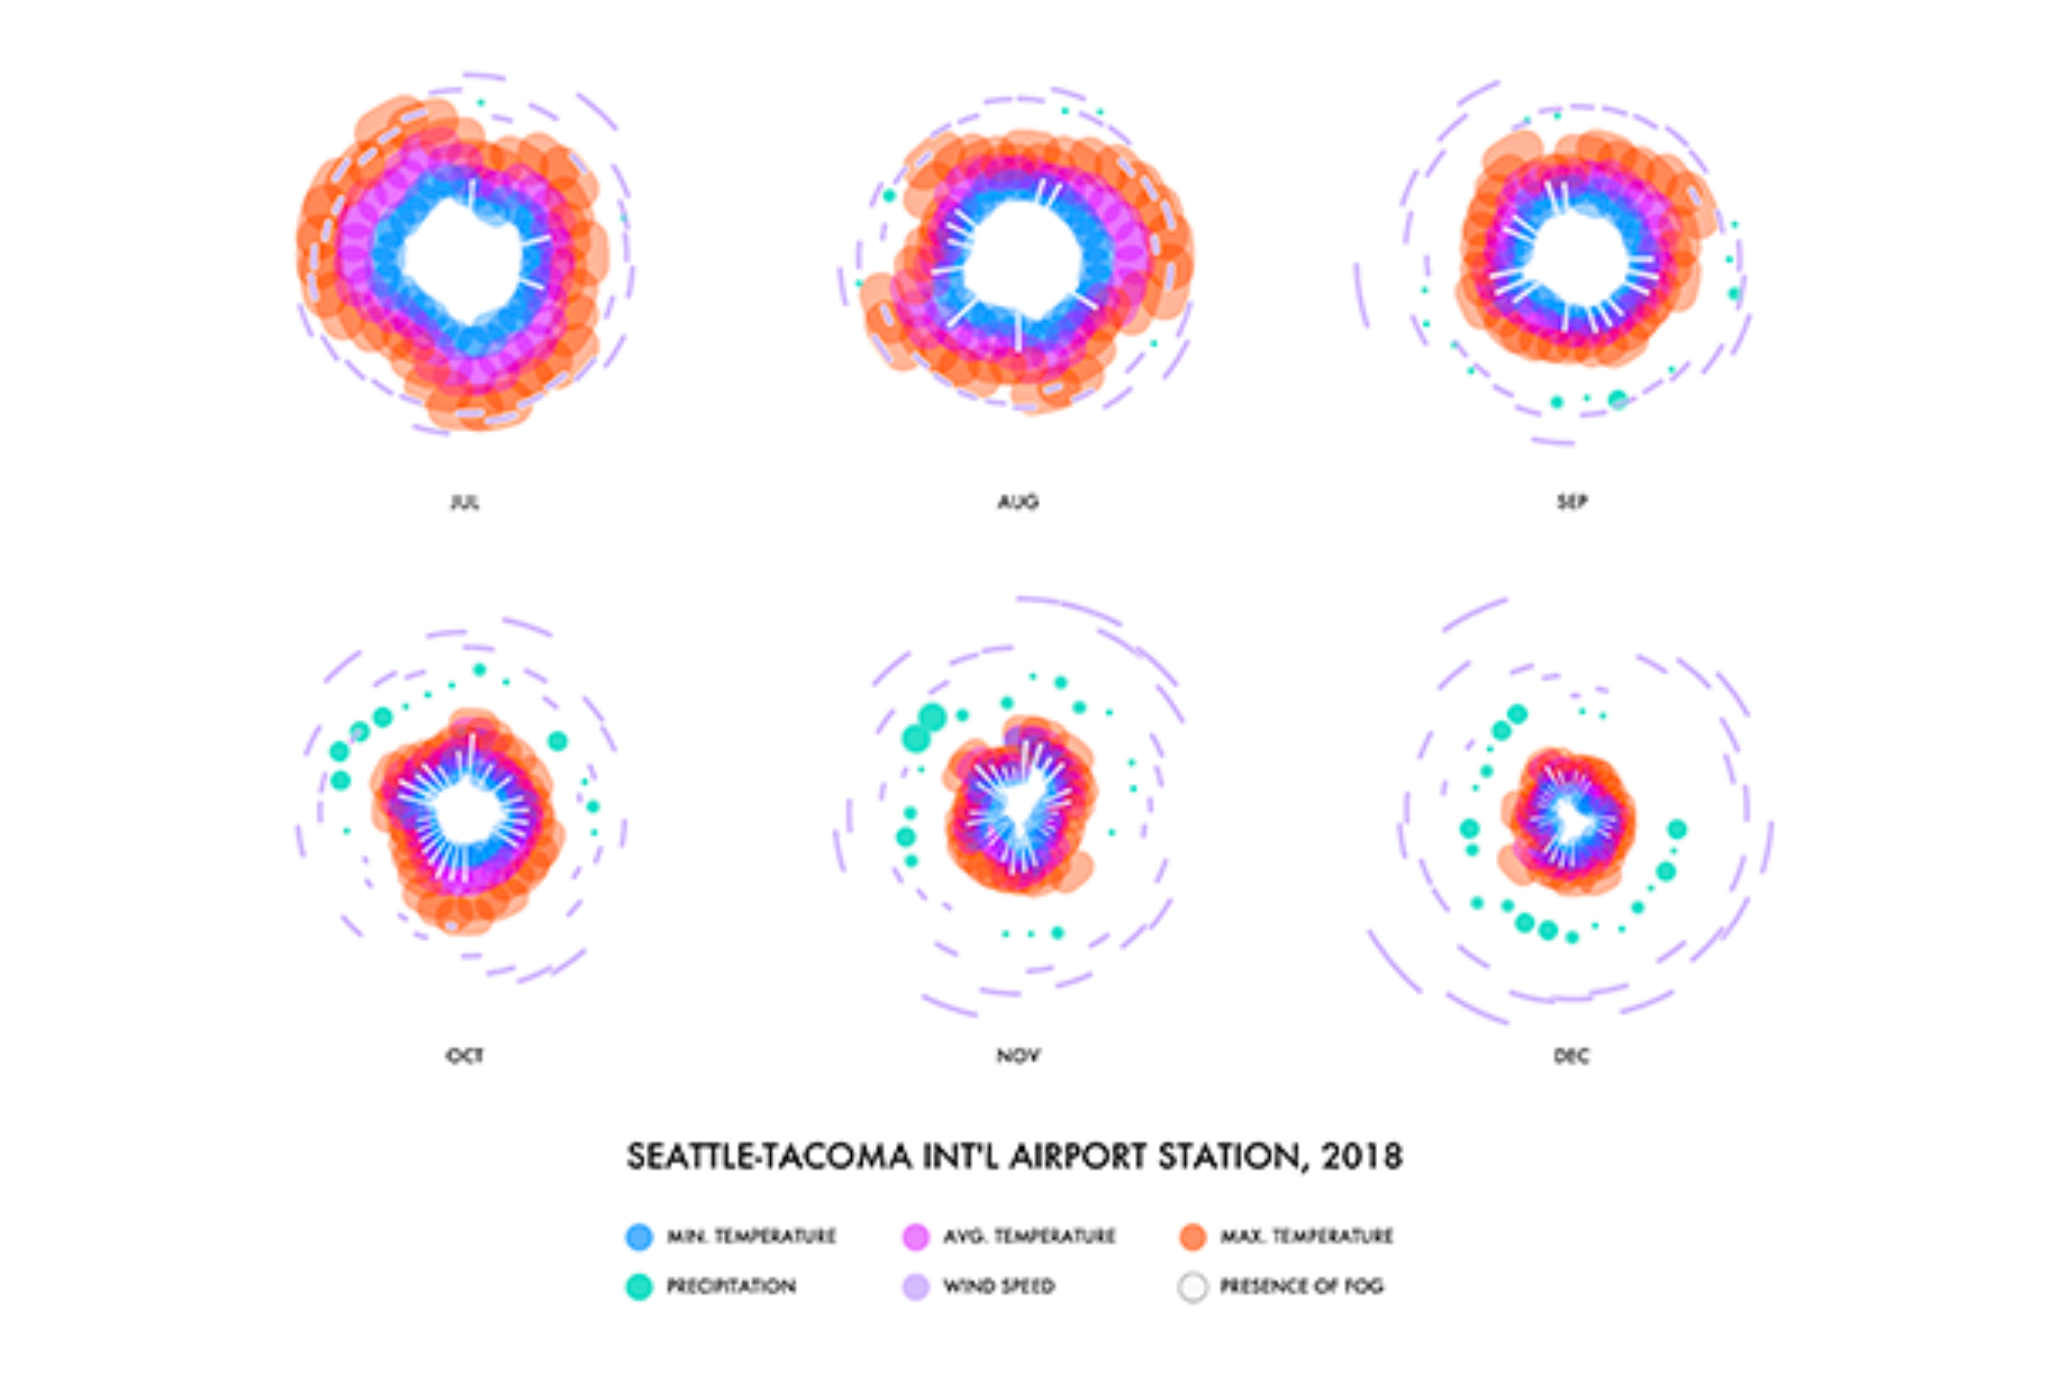 JUL AUG SEP
OCT NOV DEC
SEATTLE-TACOMA INT'L AIRPORT STATION, 2018
MIN. TEMPERATURE AVG. TEMPERATURE MAX. TEMPERATURE
PRECIPITATION WIND SPEED PRESENCE OF FOG